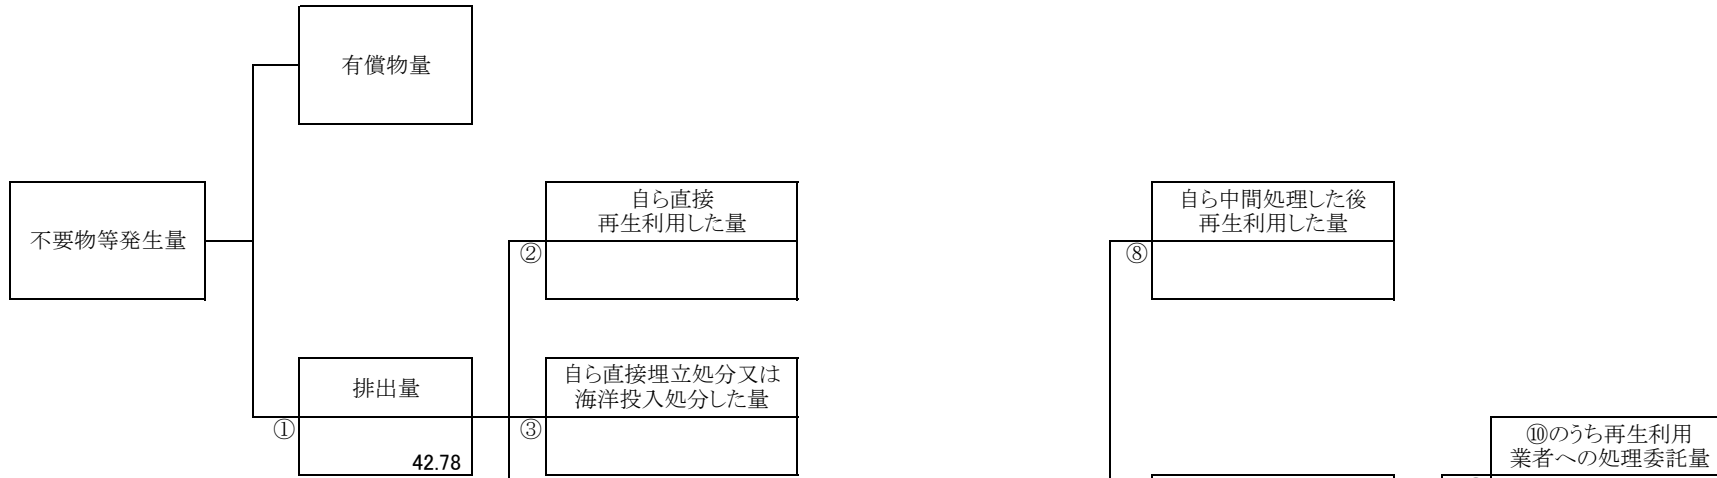 有償物量
不要物等発生量
自ら直接
再生利用した量
②
自ら中間処理した後
再生利用した量
⑧
排出量
①
42.78
自ら直接埋立処分又は
海洋投入処分した量
③
⑩のうち再生利用
業者への処理委託量